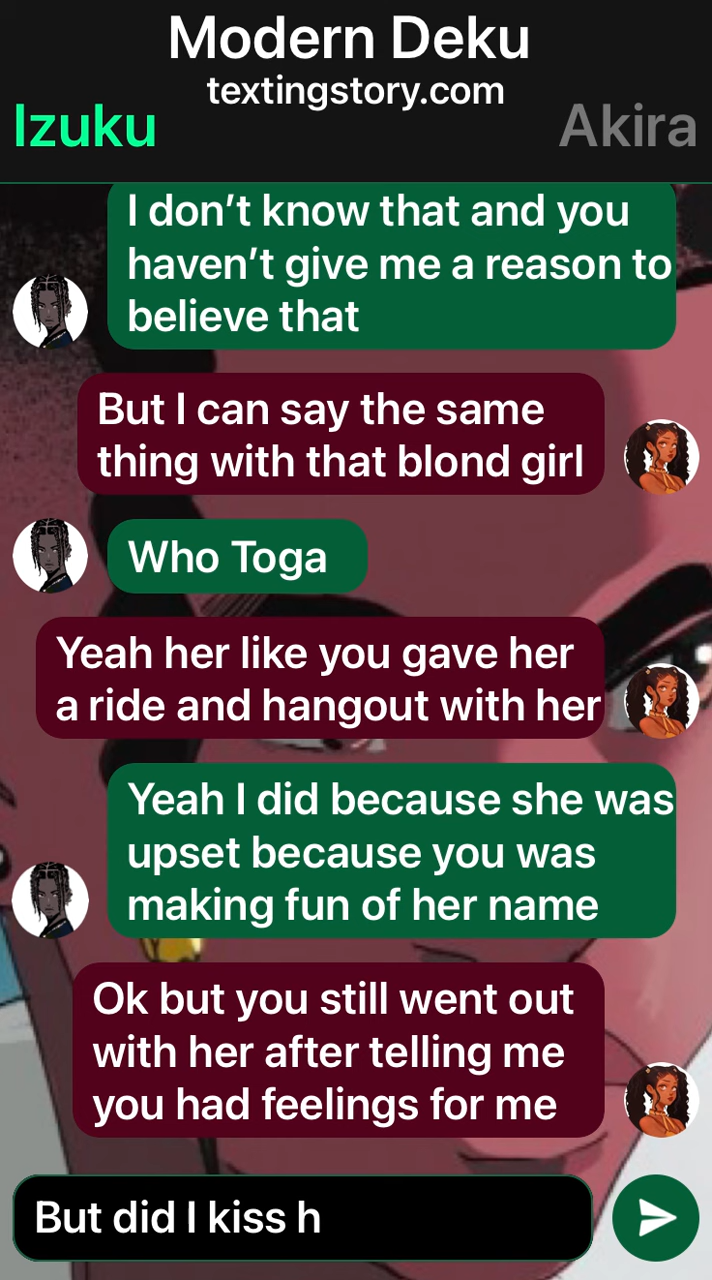 Modern Deku
textingstory.com
Izuku
Akira
I don’t know that and you
haven’t give me a reason to
believe that
But I can say the same
thing with that blond girl
Who Toga
Yeah her like you gave her
a ride and hangout with her
Yeah I did because she was
upset because you was
making fun of her name
Ok but you still went out
with her after telling me
you had feelings for me
But did I kiss h